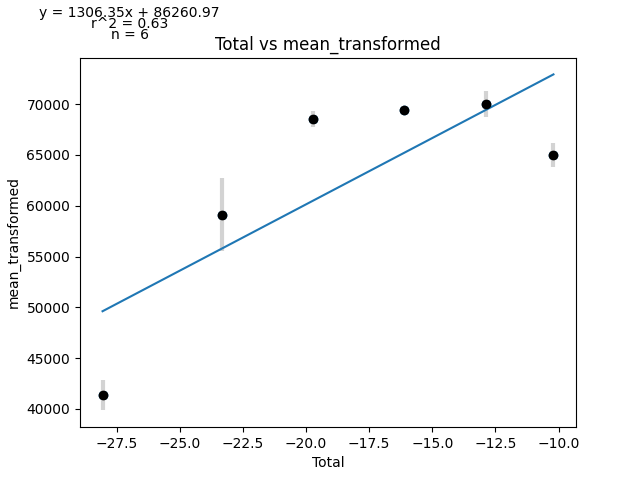 y = 1306.35x + 86260.97
r^2 = 0.63
n = 6
Total vs mean_transformed
70000
65000
60000
55000
50000
45000
40000
mean_transformed
−27.5 −25.0 −22.5 −20.0 −17.5 −15.0 −12.5 −10.0
Total